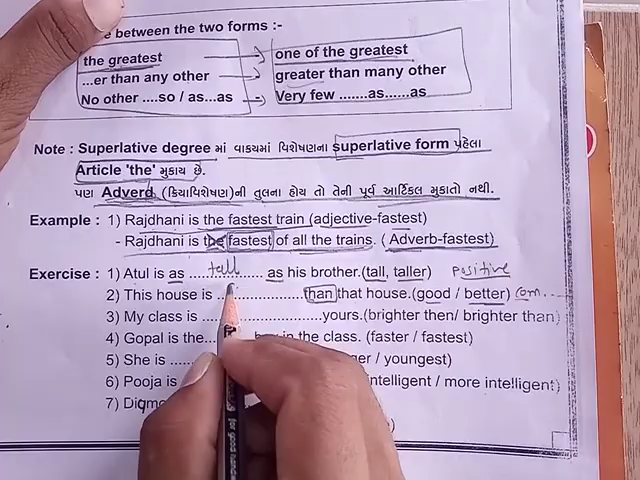 e between the two forms :-
the greatest one of the greatest
...er than any other greater than many other
No other ....so / as...as Very few .......as......as
Note : Superlative degree માં વાક્યમાં વિશેષણના superlative form પહેલા
Article 'the' મુકાય છે.
પણ Adverd (ક્રિયાવિશેષણ)ની તુલના હોય તો તેની પૂર્વ આર્ટિકલ મુકાતો નથી.
Example : 1) Rajdhani is the fastest train (adjective-fastest)
- Rajdhani is the fastest of all the trains. ( Adverb-fastest)
Exercise : 1) Atul is as ....tall..... as his brother.(tall, taller) positive
2) This house is ...................... than that house.(good / better) com....
3) My class is ...............................yours.(brighter then/ brighter than)
4) Gopal is the... boy in the class. (faster / fastest)
5) She is ........ger / youngest)
6) Pooja is intelligent / more intelligent)
7)